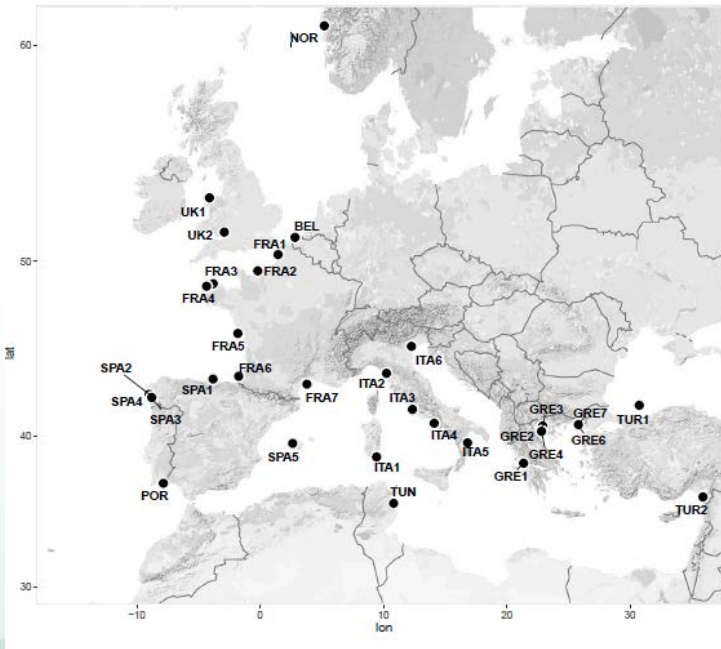 60
NOR
UK1
UK2
BEL
FRA1
50
FRA3
FRA2
FRA4
FRA5
ITA6
SPA2
FRA6
SPA1
ITA2
FRA7
SPA4
ITA3
SPA3
GRE3
GRE7
TUR1
40
ITA4
GRE2
GRE6
SPA5
ITA5
GRE4
ITA1
GRE1
POR
TUN
TUR2
30
−10
0
10
20
30
lon
lat